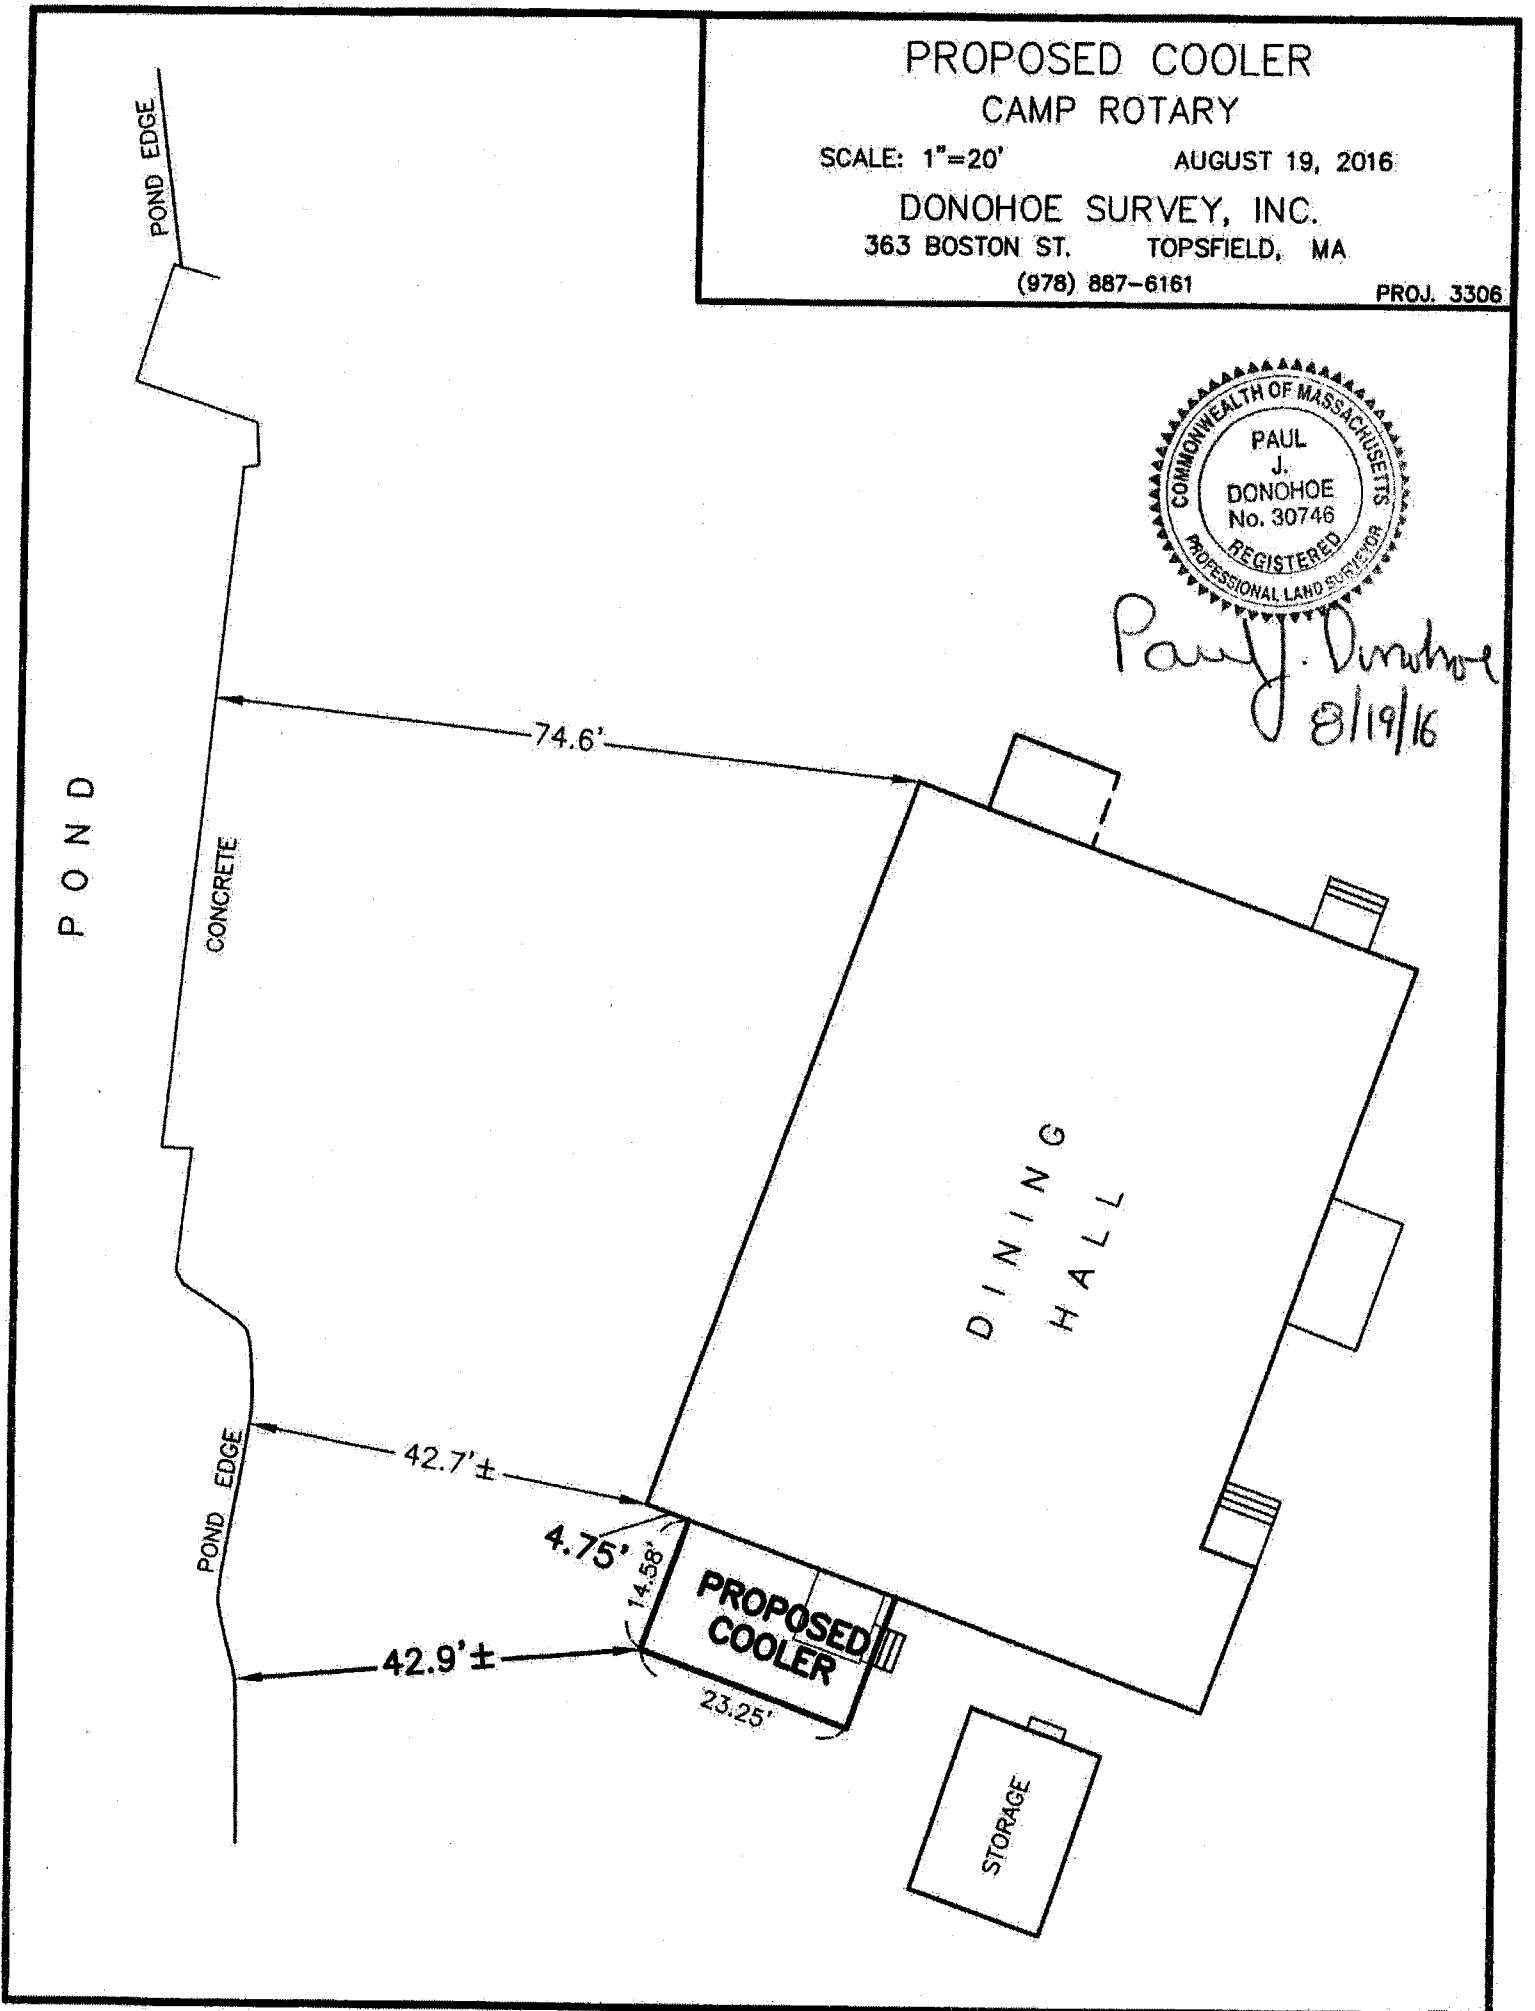 PROPOSED COOLER
CAMP ROTARY
SCALE: 1"=20' AUGUST 19, 2016
DONOHOE SURVEY, INC.
363 BOSTON ST. TOPSFIELD, MA
(978) 887-6161
PROJ. 3306
POND EDGE
COMMONWEALTH OF MASSACHUSETTS
PAUL
J.
DONOHOE
No. 30746
REGISTERED
PROFESSIONAL LAND SURVEYOR
Paul J. Donohoe
8/19/16
74.6'
POND
CONCRETE
DINING
HALL
42.7'±
POND EDGE
4.75'
14.58'
PROPOSED
COOLER
42.9'±
23.25'
STORAGE